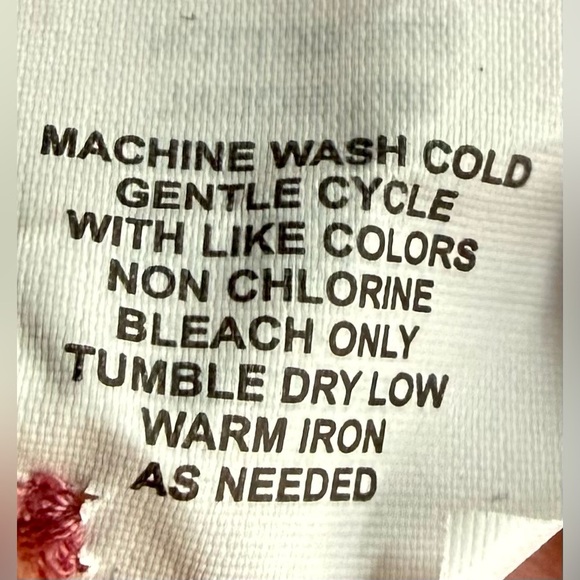 MACHINE WASH COLD
GENTLE CYCLE
WITH LIKE COLORS
NON CHLORINE
BLEACH ONLY
TUMBLE DRY LOW
WARM IRON
AS NEEDED